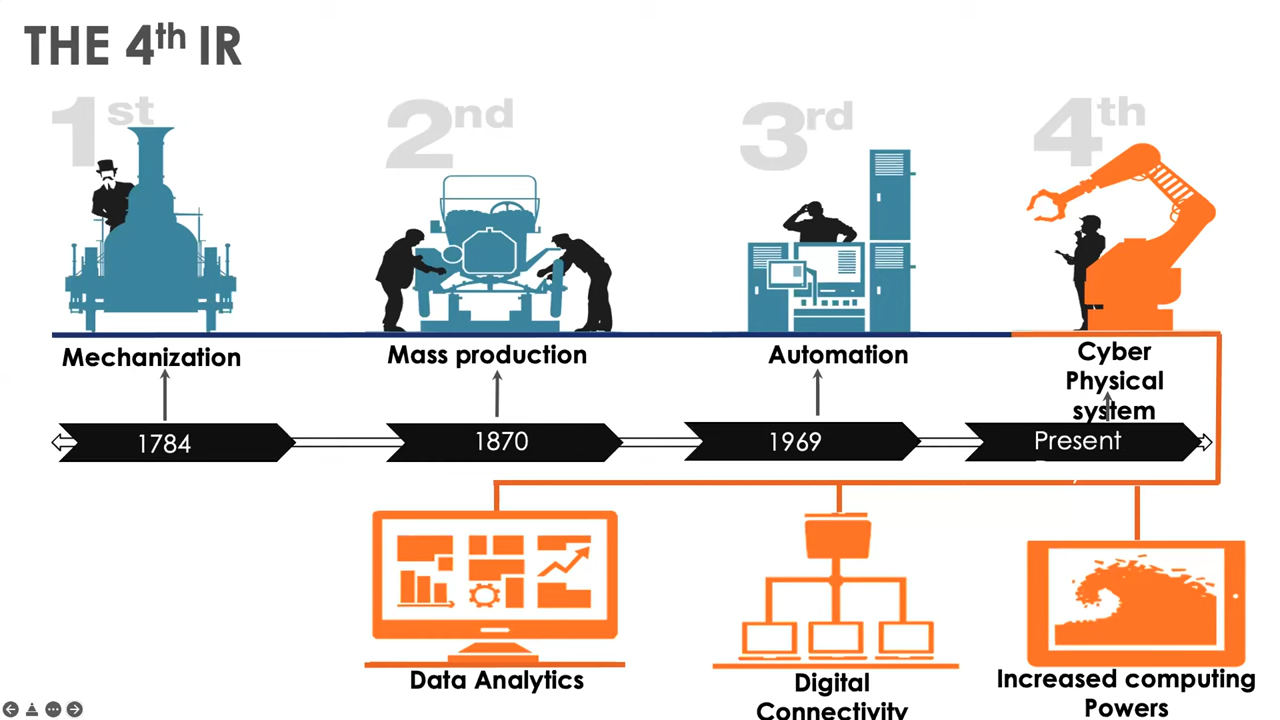 THE 4th IR
1st
2nd
3rd
4th
Mechanization
Mass production
Automation
Cyber
Physical
system
1784
1870
1969
Present
Data Analytics
Digital
Connectivity
Increased computing
Powers